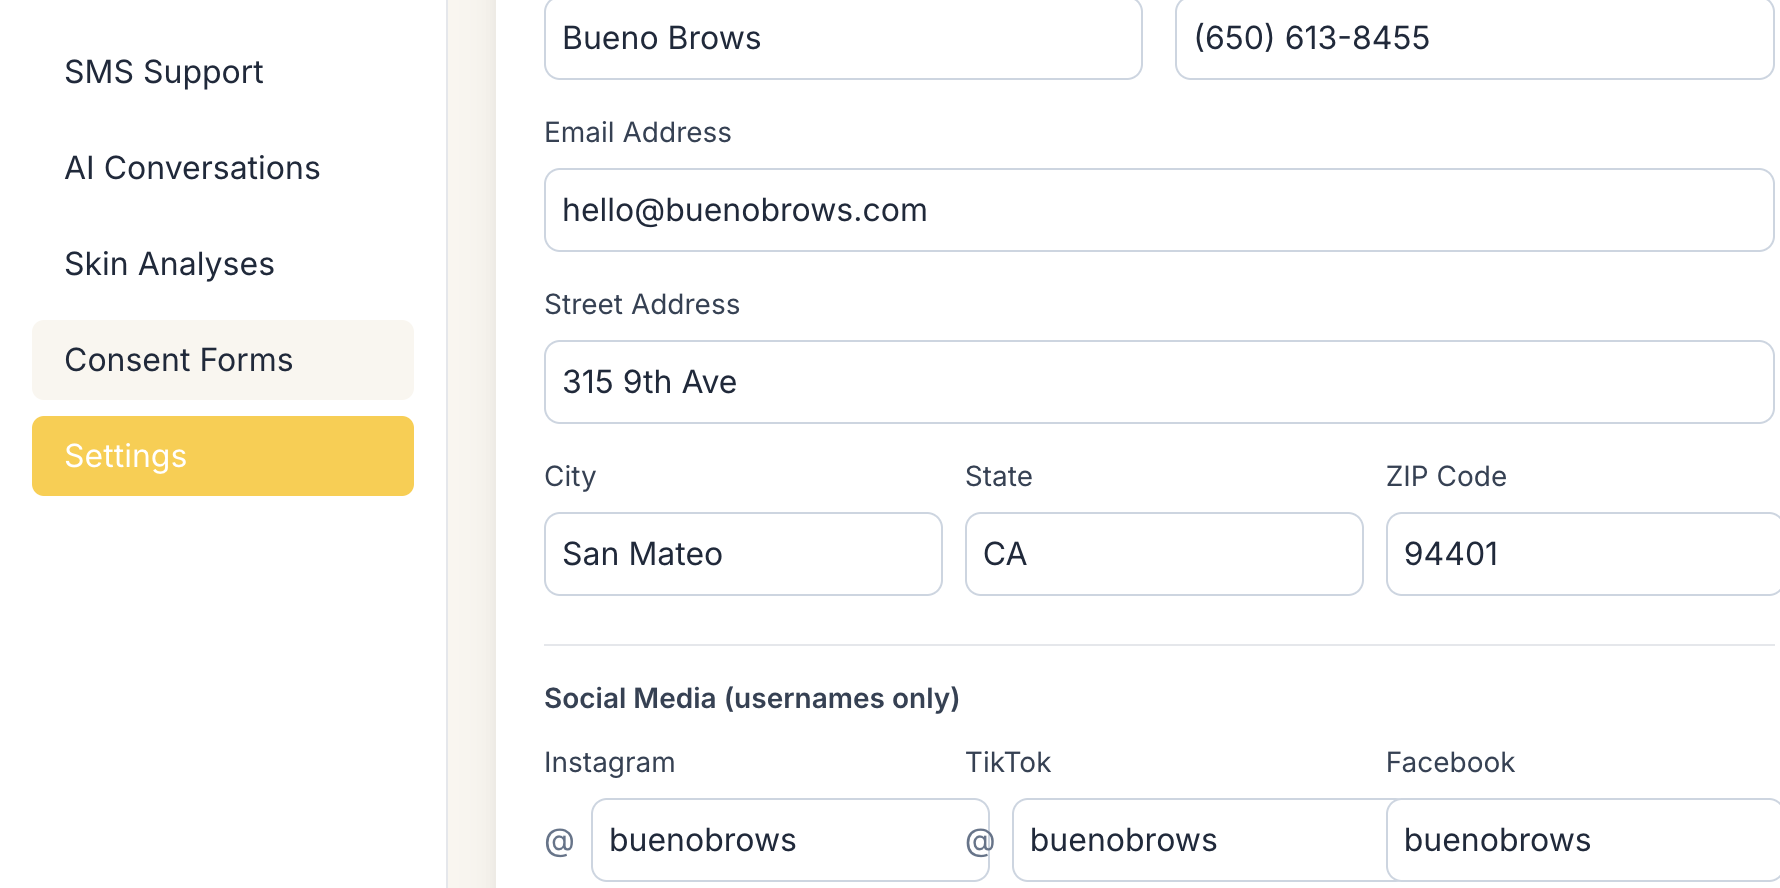 SMS Support
AI Conversations
Skin Analyses
Consent Forms
Settings
Bueno Brows
(650) 613-8455
Email Address
hello@buenobrows.com
Street Address
315 9th Ave
City
State
ZIP Code
San Mateo
CA
94401
Social Media (usernames only)
Instagram
TikTok
Facebook
@ buenobrows
@ buenobrows
buenobrows